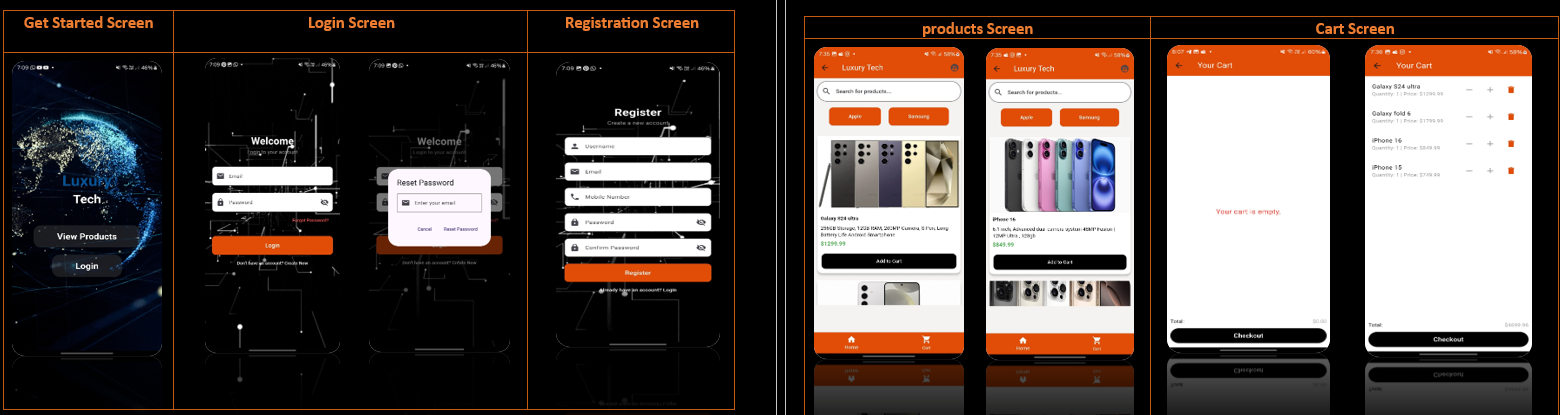 Get Started Screen
Login Screen
Registration Screen
7:09
46%
Luxury
Tech
View Products
Login
7:09
46%
Welcome
Login to your account
Email
Password
Forgot Password?
Login
Don't have an account? Create Now
7:09
46%
Welcome
Login to your account
Reset Password
Enter your email
Cancel
Reset Password
Don't have an account? Create Now
7:09
46%
Register
Create a new account
Username
Email
Mobile Number
Password
Confirm Password
Register
Already have an account? Login
products Screen
Cart Screen
7:35
58%
Luxury Tech
Search for products...
Apple
Samsung
Galaxy S24 ultra
256GB Storage, 12GB RAM, 200MP Camera, S Pen, Long
Battery Life Android Smartphone
$1299.99
Add to Cart
Home
Cart
7:35
58%
Luxury Tech
Search for products...
Apple
Samsung
iPhone 16
6.1-inch, Advanced dual-camera system 48MP Fusion |
12MP Ultra, 128gb
$849.99
Add to Cart
Home
Cart
8:07
60%
Your Cart
Your cart is empty.
Total:
$0.00
Checkout
7:36
58%
Your Cart
Galaxy S24 ultra
Quantity: 1 | Price: $1299.99
Galaxy fold 6
Quantity: 1 | Price: $1799.99
iPhone 16
Quantity: 1 | Price: $849.99
iPhone 15
Quantity: 1 | Price: $749.99
Total:
Checkout